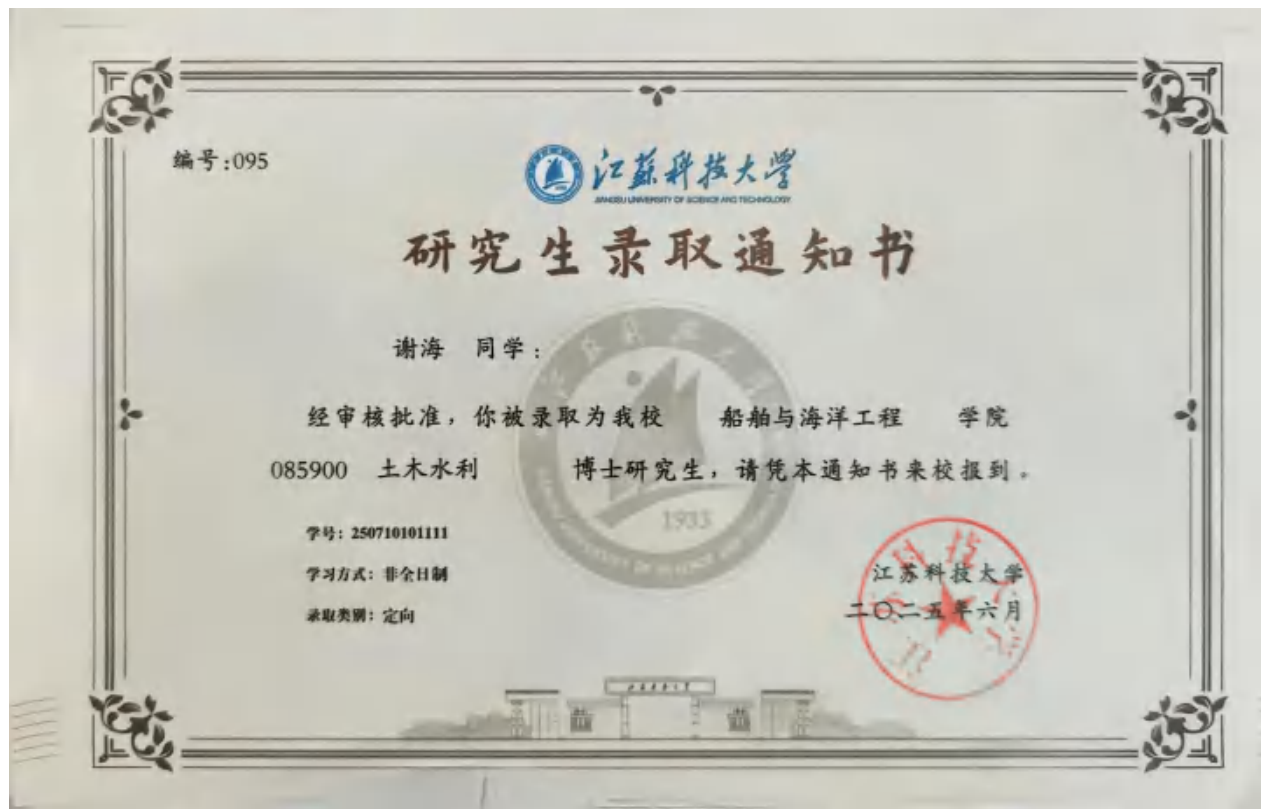 编号:095
江苏科技大学
JIANGSU UNIVERSITY OF SCIENCE AND TECHNOLOGY
研究生录取通知书
谢海 同学:
经审核批准,你被录取为我校 船舶与海洋工程 学院
085900 土木水利 博士研究生,请凭本通知书来校报到。
1933
学号: 250710101111
学习方式: 非全日制
录取类别: 定向
江苏科技大学
二〇二五年六月